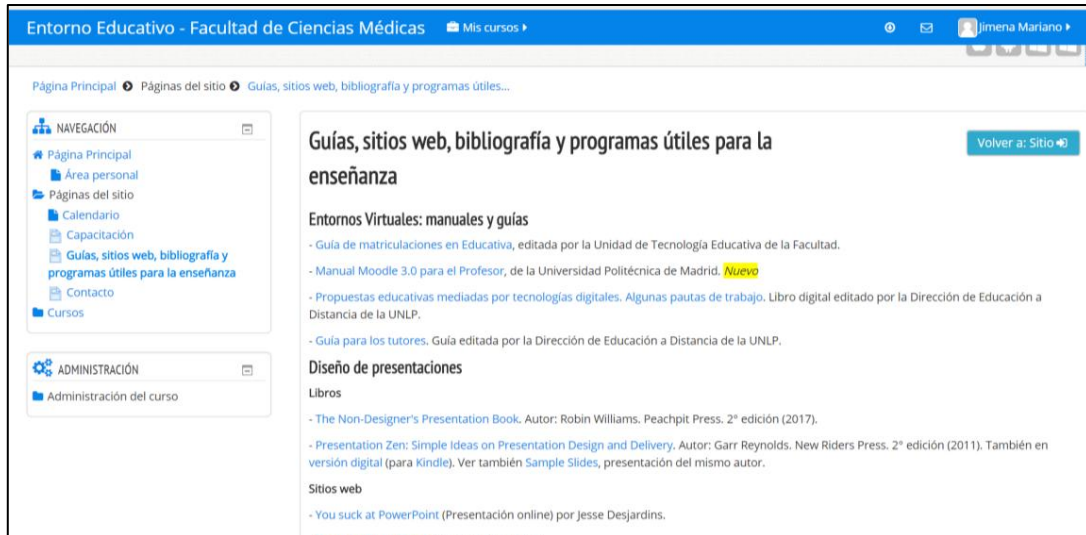 Entorno Educativo - Facultad de Ciencias Médicas Mis cursos Jimena Mariano
Página Principal Páginas del sitio Guías, sitios web, bibliografía y programas útiles...
NAVEGACIÓN
Página Principal
Área personal
Páginas del sitio
Calendario
Capacitación
Guías, sitios web, bibliografía y
programas útiles para la enseñanza
Contacto
Cursos
ADMINISTRACIÓN
Administración del curso
Guías, sitios web, bibliografía y programas útiles para la
enseñanza
Volver a: Sitio
Entornos Virtuales: manuales y guías
- Guía de matriculaciones en Educativa, editada por la Unidad de Tecnología Educativa de la Facultad.
- Manual Moodle 3.0 para el Profesor, de la Universidad Politécnica de Madrid. Nuevo
- Propuestas educativas mediadas por tecnologías digitales. Algunas pautas de trabajo. Libro digital editado por la Dirección de Educación a
Distancia de la UNLP.
- Guía para los tutores. Guía editada por la Dirección de Educación a Distancia de la UNLP.
Diseño de presentaciones
Libros
- The Non-Designer's Presentation Book. Autor: Robin Williams. Peachpit Press. 2° edición (2017).
- Presentation Zen: Simple Ideas on Presentation Design and Delivery. Autor: Garr Reynolds. New Riders Press. 2° edición (2011). También en
versión digital (para Kindle). Ver también Sample Slides, presentación del mismo autor.
Sitios web
- You suck at PowerPoint (Presentación online) por Jesse Desjardins.